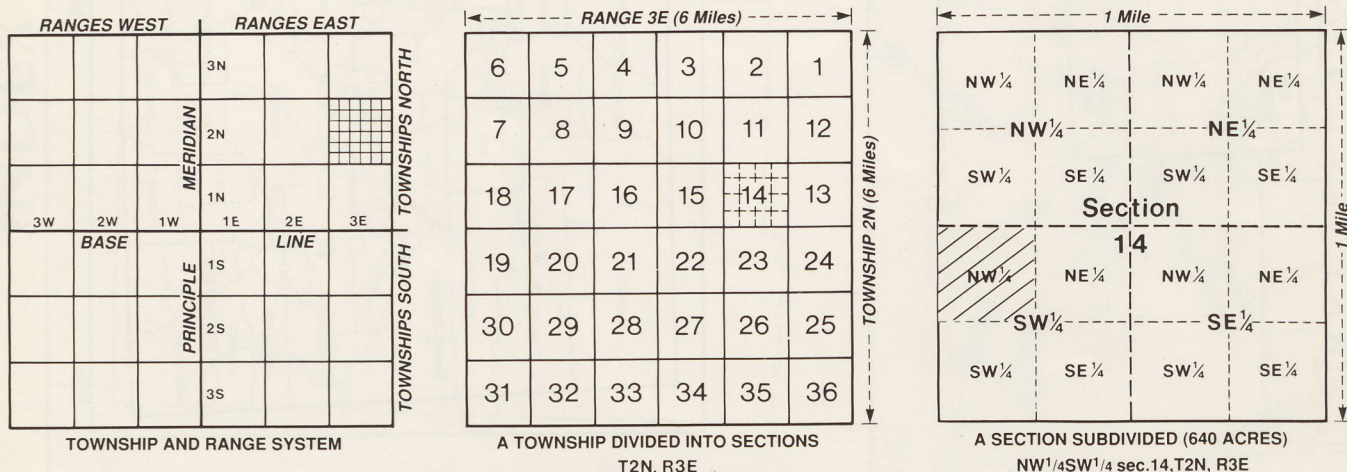 RANGES WEST RANGES EAST
3N
2N
1N
3W 2W 1W 1E 2E 3E
BASE LINE
1S
2S
3S
MERIDIAN
PRINCIPLE
TOWNSHIPS NORTH
TOWNSHIPS SOUTH
TOWNSHIP AND RANGE SYSTEM
RANGE 3E (6 Miles)
6 5 4 3 2 1
7 8 9 10 11 12
18 17 16 15 14 13
19 20 21 22 23 24
30 29 28 27 26 25
31 32 33 34 35 36
TOWNSHIP 2N (6 Miles)
A TOWNSHIP DIVIDED INTO SECTIONS
T2N, R3E
1 Mile
NW¼ NE¼ NW¼ NE¼
NW¼ NE¼
SW¼ SE¼ SW¼ SE¼
Section
14
NW¼ NE¼ NW¼ NE¼
SW¼ SE¼
SW¼ SE¼ SW¼ SE¼
1 Mile
A SECTION SUBDIVIDED (640 ACRES)
NW¼SW¼ sec.14,T2N, R3E